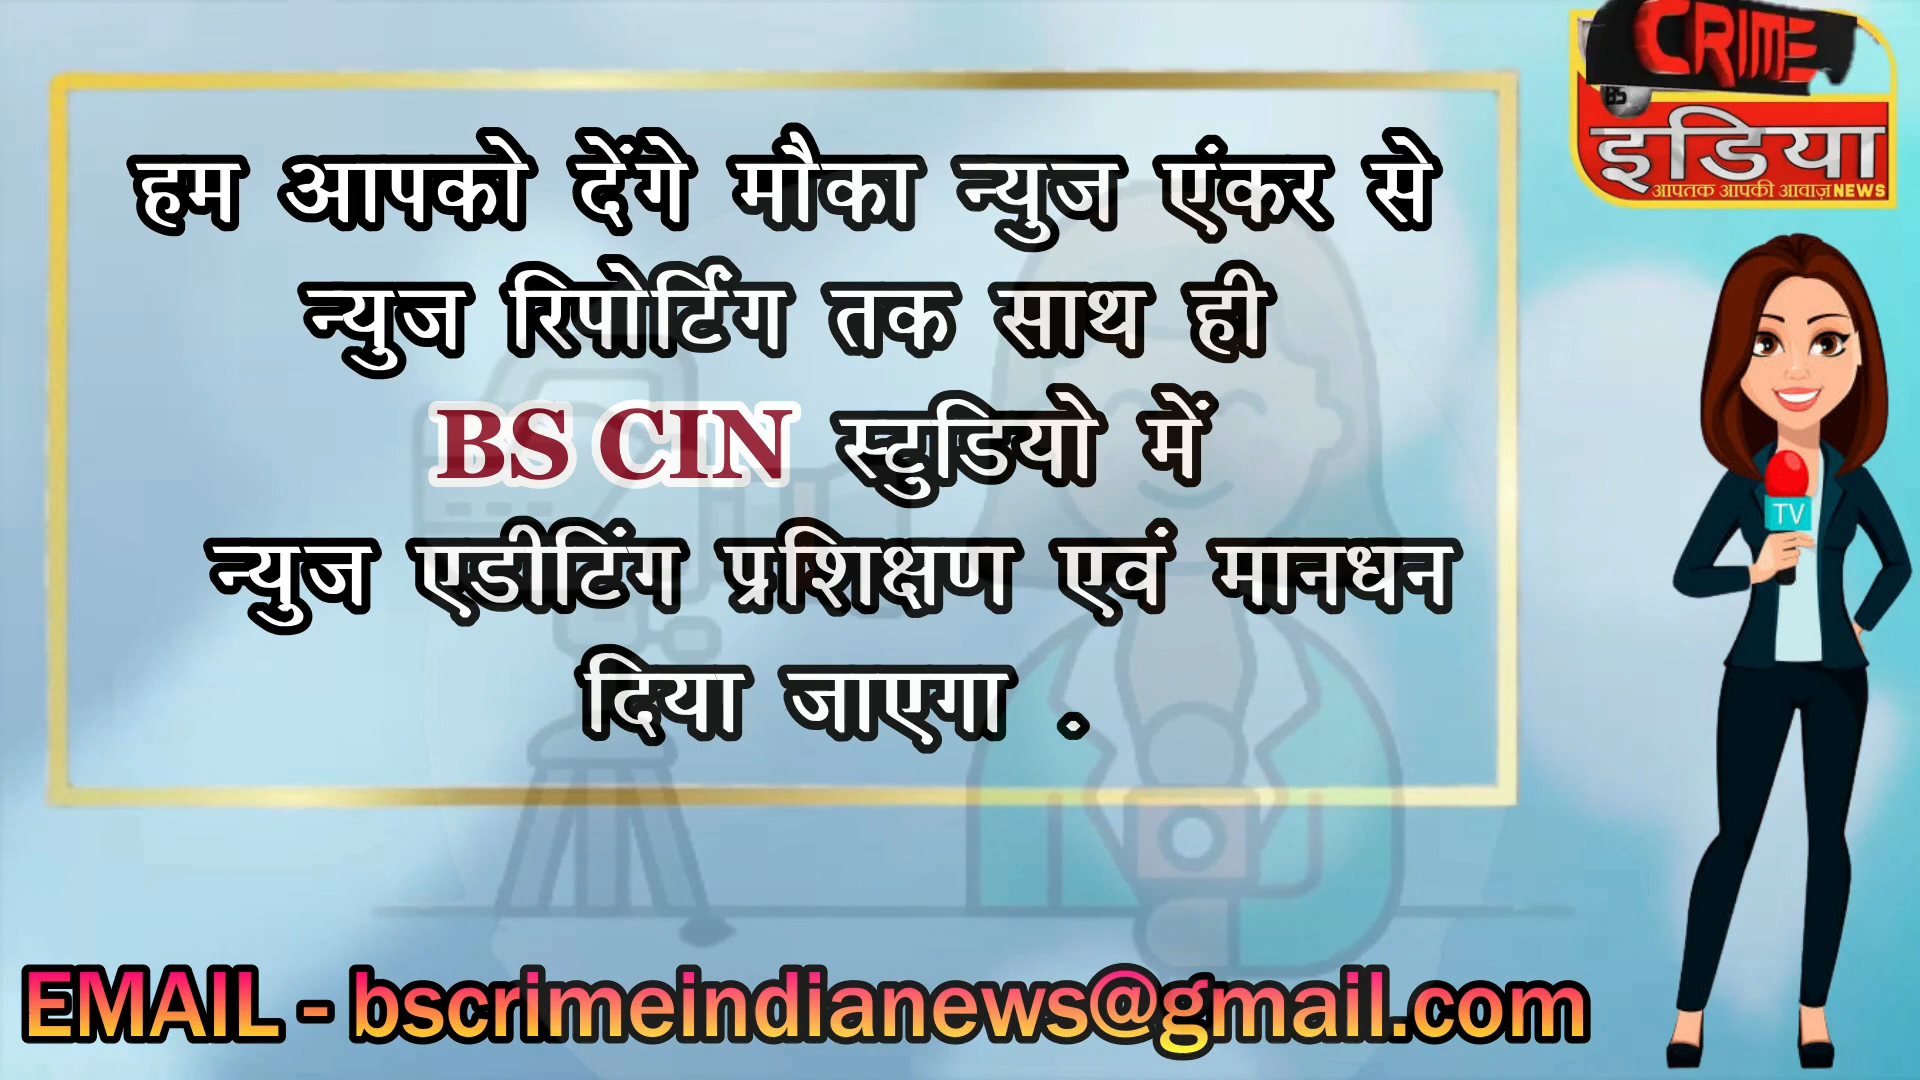 CRIME
BS
इंडिया
आपतक आपकी आवाज़ NEWS
हम आपको देंगे मौका न्युज एंकर से
न्युज रिपोर्टिंग तक साथ ही
BS CIN स्टुडियो में
न्युज एडीटिंग प्रशिक्षण एवं मानधन
दिया जाएगा .
TV
EMAIL - bscrimeindianews@gmail.com